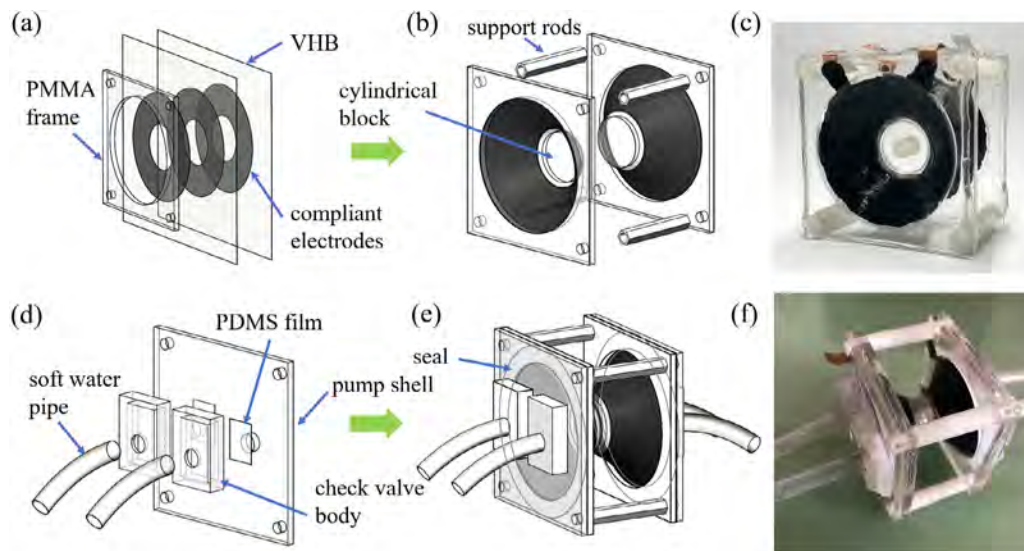 (a)
VHB
PMMA
frame
compliant
electrodes
(b)
support rods
cylindrical
block
(c)
(d)
PDMS film
soft water
pipe
pump shell
check valve
body
(e)
seal
(f)